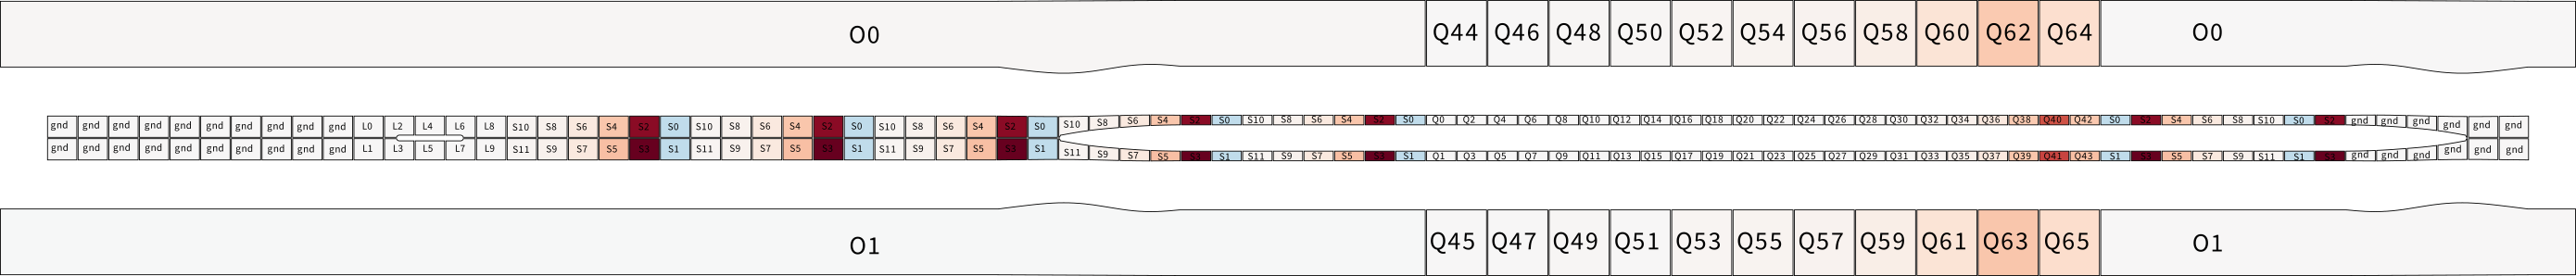 O0 Q44 Q46 Q48 Q50 Q52 Q54 Q56 Q58 Q60 Q62 Q64 O0
gnd gnd gnd gnd gnd gnd gnd gnd gnd gnd L0 L2 L4 L6 L8 S10 S8 S6 S4 S2 S0 S10 S8 S6 S4 S2 S0 S10 S8 S6 S4 S2 S0 S10 S8 S6 S4 S2 S0 S10 S8 S6 S4 S2 S0 Q0 Q2 Q4 Q6 Q8 Q10 Q12 Q14 Q16 Q18 Q20 Q22 Q24 Q26 Q28 Q30 Q32 Q34 Q36 Q38 Q40 Q42 S0 S2 S4 S6 S8 S10 S0 S2 gnd gnd gnd gnd gnd gnd
gnd gnd gnd gnd gnd gnd gnd gnd gnd gnd L1 L3 L5 L7 L9 S11 S9 S7 S5 S3 S1 S11 S9 S7 S5 S3 S1 S11 S9 S7 S5 S3 S1 S11 S9 S7 S5 S3 S1 S11 S9 S7 S5 S3 S1 Q1 Q3 Q5 Q7 Q9 Q11 Q13 Q15 Q17 Q19 Q21 Q23 Q25 Q27 Q29 Q31 Q33 Q35 Q37 Q39 Q41 Q43 S1 S3 S5 S7 S9 S11 S1 S3 gnd gnd gnd gnd gnd gnd
O1 Q45 Q47 Q49 Q51 Q53 Q55 Q57 Q59 Q61 Q63 Q65 O1